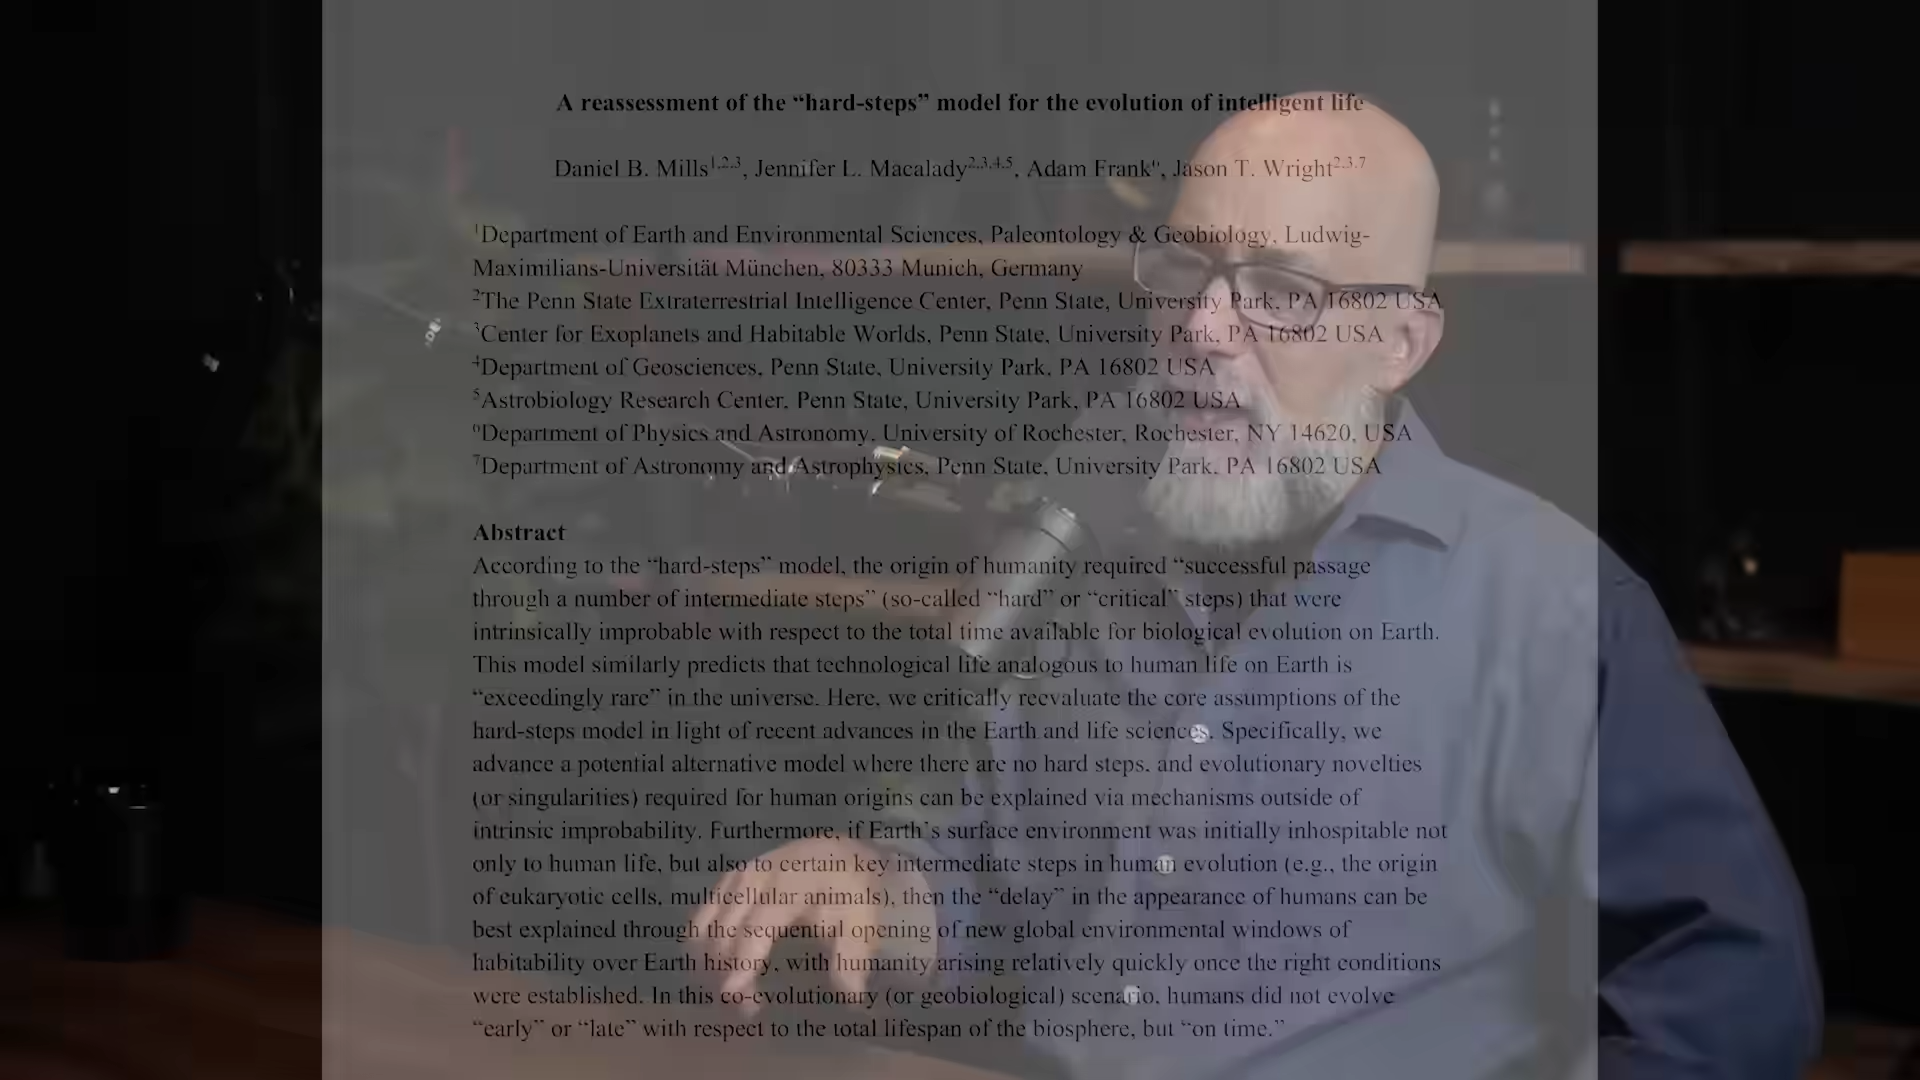 A reassessment of the “hard-steps” model for the evolution of intelligent life
Daniel B. Mills1,2,3, Jennifer L. Macalady2,3,4,5, Adam Frank6, Jason T. Wright2,3,7
1Department of Earth and Environmental Sciences, Paleontology & Geobiology, Ludwig-
Maximilians-Universität München, 80333 Munich, Germany
2The Penn State Extraterrestrial Intelligence Center, Penn State, University Park, PA 16802 USA
3Center for Exoplanets and Habitable Worlds, Penn State, University Park, PA 16802 USA
4Department of Geosciences, Penn State, University Park, PA 16802 USA
5Astrobiology Research Center, Penn State, University Park, PA 16802 USA
6Department of Physics and Astronomy, University of Rochester, Rochester, NY 14620, USA
7Department of Astronomy and Astrophysics, Penn State, University Park, PA 16802 USA
Abstract
According to the “hard-steps” model, the origin of humanity required “successful passage
through a number of intermediate steps” (so-called “hard” or “critical” steps) that were
intrinsically improbable with respect to the total time available for biological evolution on Earth.
This model similarly predicts that technological life analogous to human life on Earth is
“exceedingly rare” in the universe. Here, we critically reevaluate the core assumptions of the
hard-steps model in light of recent advances in the Earth and life sciences. Specifically, we
advance a potential alternative model where there are no hard steps, and evolutionary novelties
(or singularities) required for human origins can be explained via mechanisms outside of
intrinsic improbability. Furthermore, if Earth’s surface environment was initially inhospitable not
only to human life, but also to certain key intermediate steps in human evolution (e.g., the origin
of eukaryotic cells, multicellular animals), then the “delay” in the appearance of humans can be
best explained through the sequential opening of new global environmental windows of
habitability over Earth history, with humanity arising relatively quickly once the right conditions
were established. In this co-evolutionary (or geobiological) scenario, humans did not evolve
“early” or “late” with respect to the total lifespan of the biosphere, but “on time.”